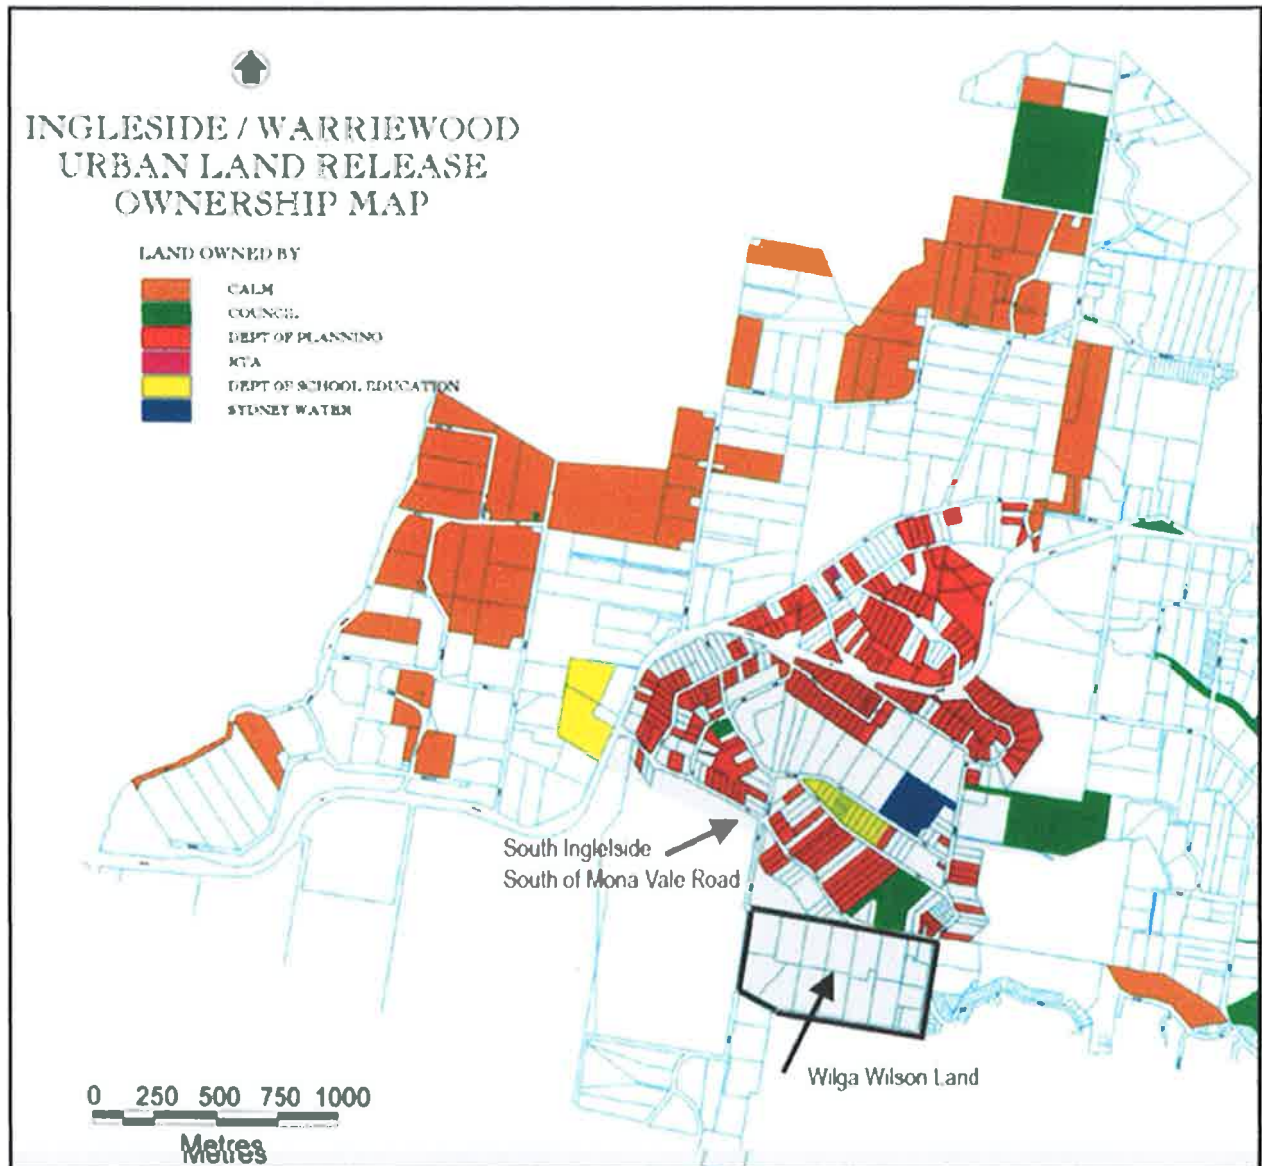 INGLESIDE / WARRIEWOOD
URBAN LAND RELEASE
OWNERSHIP MAP
LAND OWNED BY
CALM
COUNCIL
DEPT OF PLANNING
DEPT OF SCHOOL EDUCATION
SYDNEY WATER
South Inglelside
South of Mona Vale Road
Wilga Wilson Land
0 250 500 750 1000
Metres
Metres